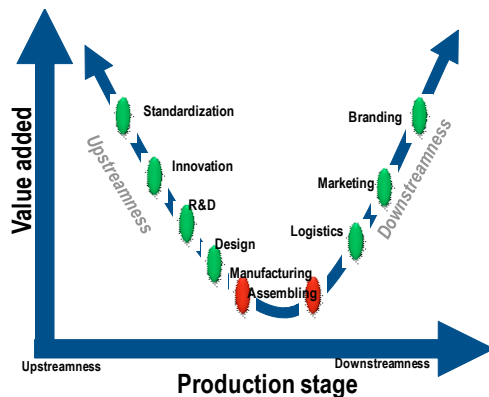 Value added
Standardization
Branding
Upstreamness
Downstreamness
Innovation
Marketing
R&D
Logistics
Design
Manufacturing
Assembling
Upstreamness
Downstreamness
Production stage